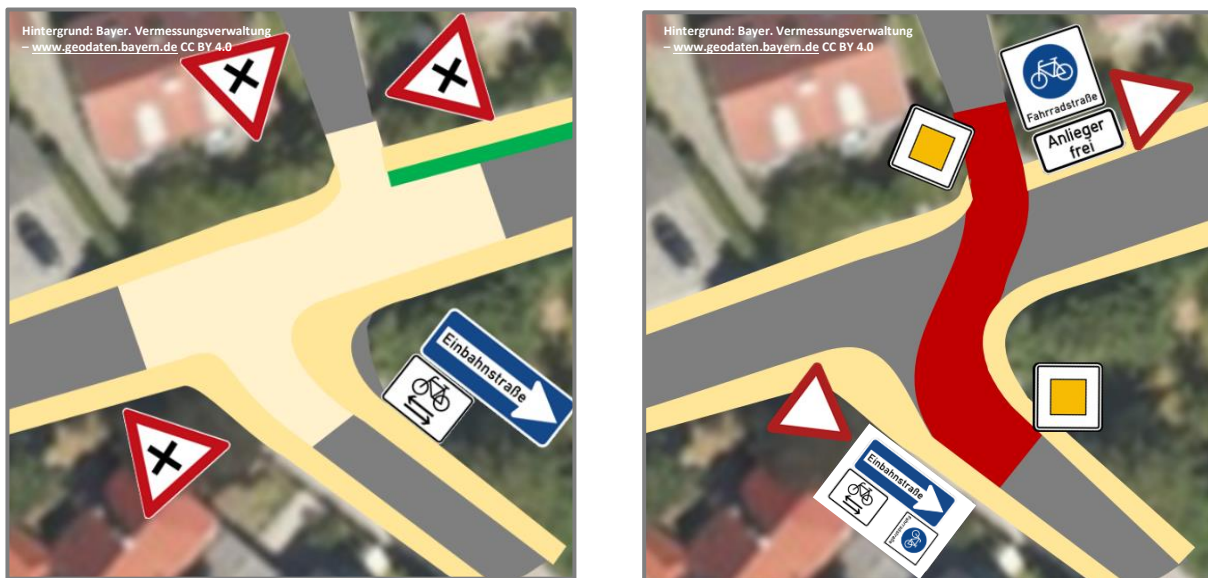 Hintergrund: Bayer. Vermessungsverwaltung
– www.geodaten.bayern.de CC BY 4.0
Einbahnstraße
Hintergrund: Bayer. Vermessungsverwaltung
– www.geodaten.bayern.de CC BY 4.0
Fahrradstraße
Anlieger
frei
Einbahnstraße
Fahrradstraße